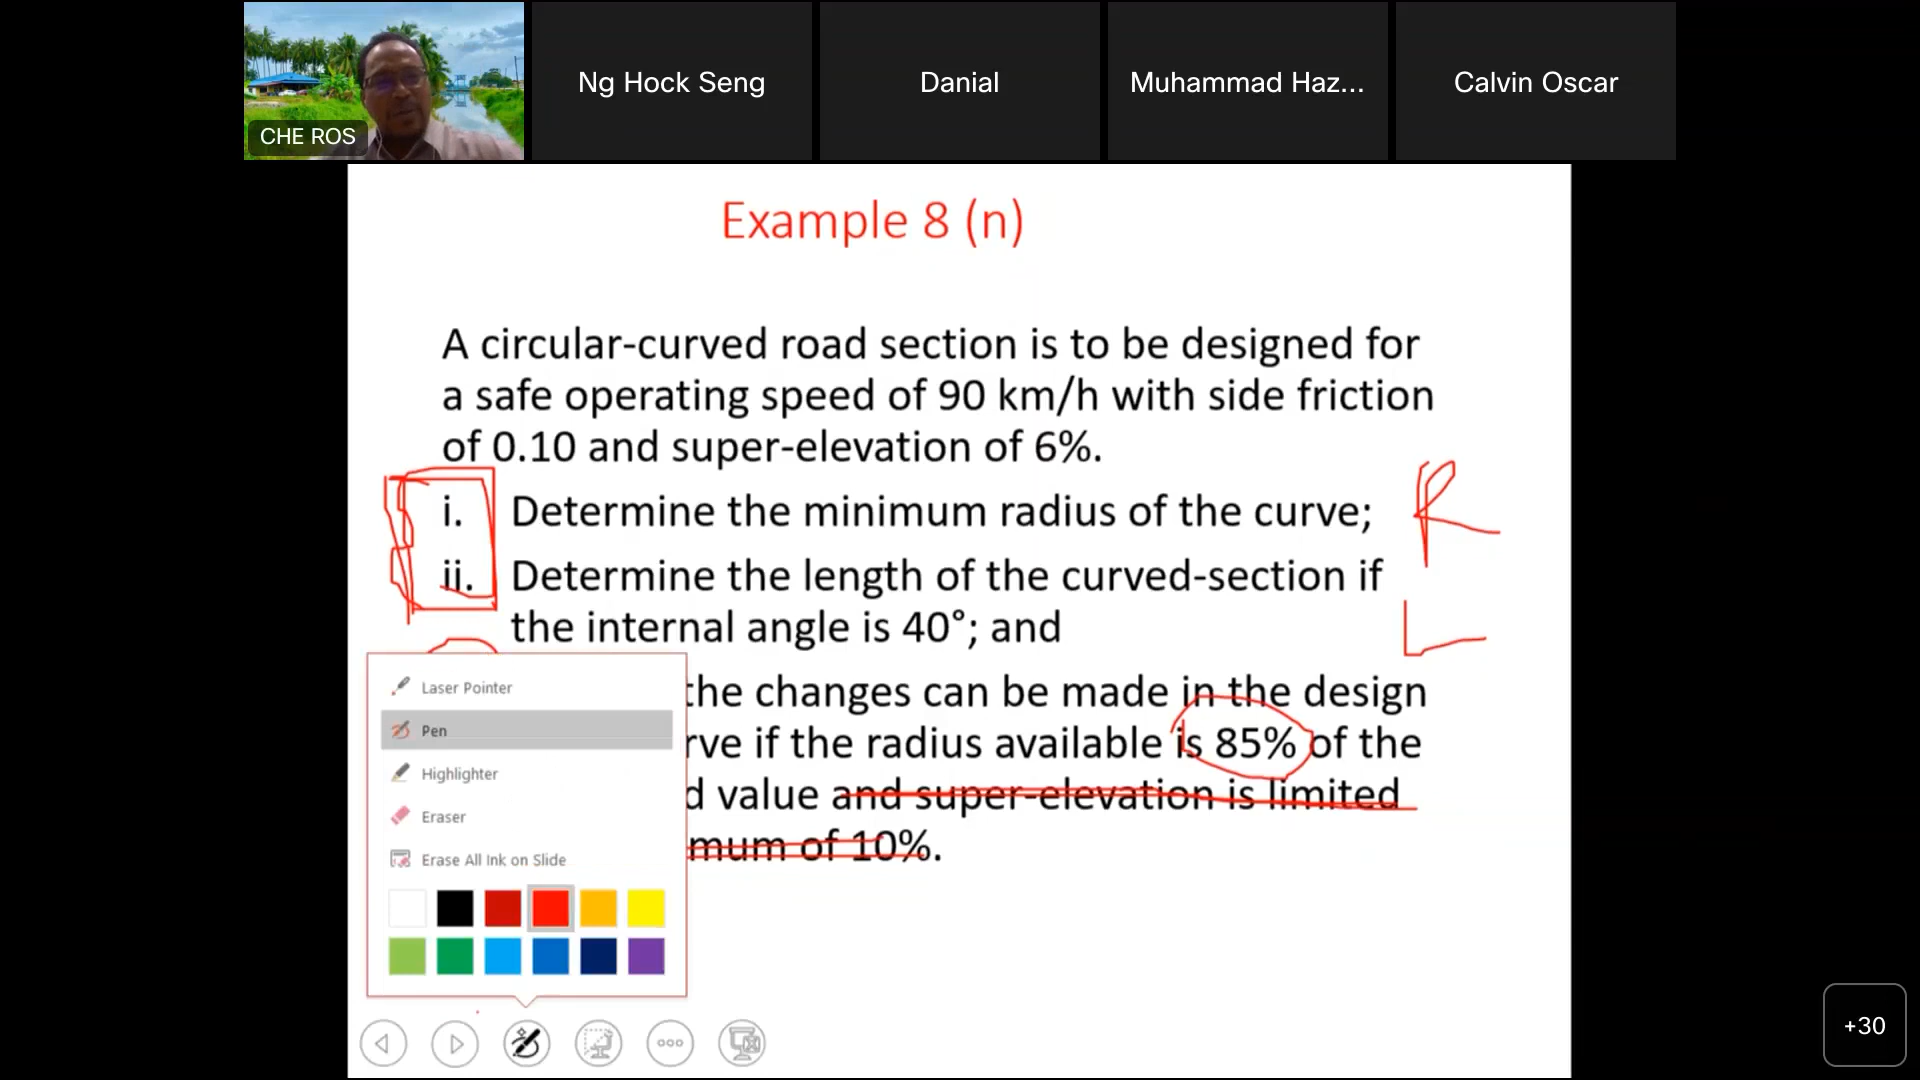 Ng Hock Seng
Danial
Muhammad Haz...
Calvin Oscar
CHE ROS
Example 8 (n)
A circular-curved road section is to be designed for
a safe operating speed of 90 km/h with side friction
of 0.10 and super-elevation of 6%.
i. Determine the minimum radius of the curve;
R
ii. Determine the length of the curved-section if
the internal angle is 40°; and
L
the changes can be made in the design
rve if the radius available is 85% of the
d value and super-elevation is limited
mum of 10%.
Laser Pointer
Pen
Highlighter
Eraser
Erase All Ink on Slide
+30